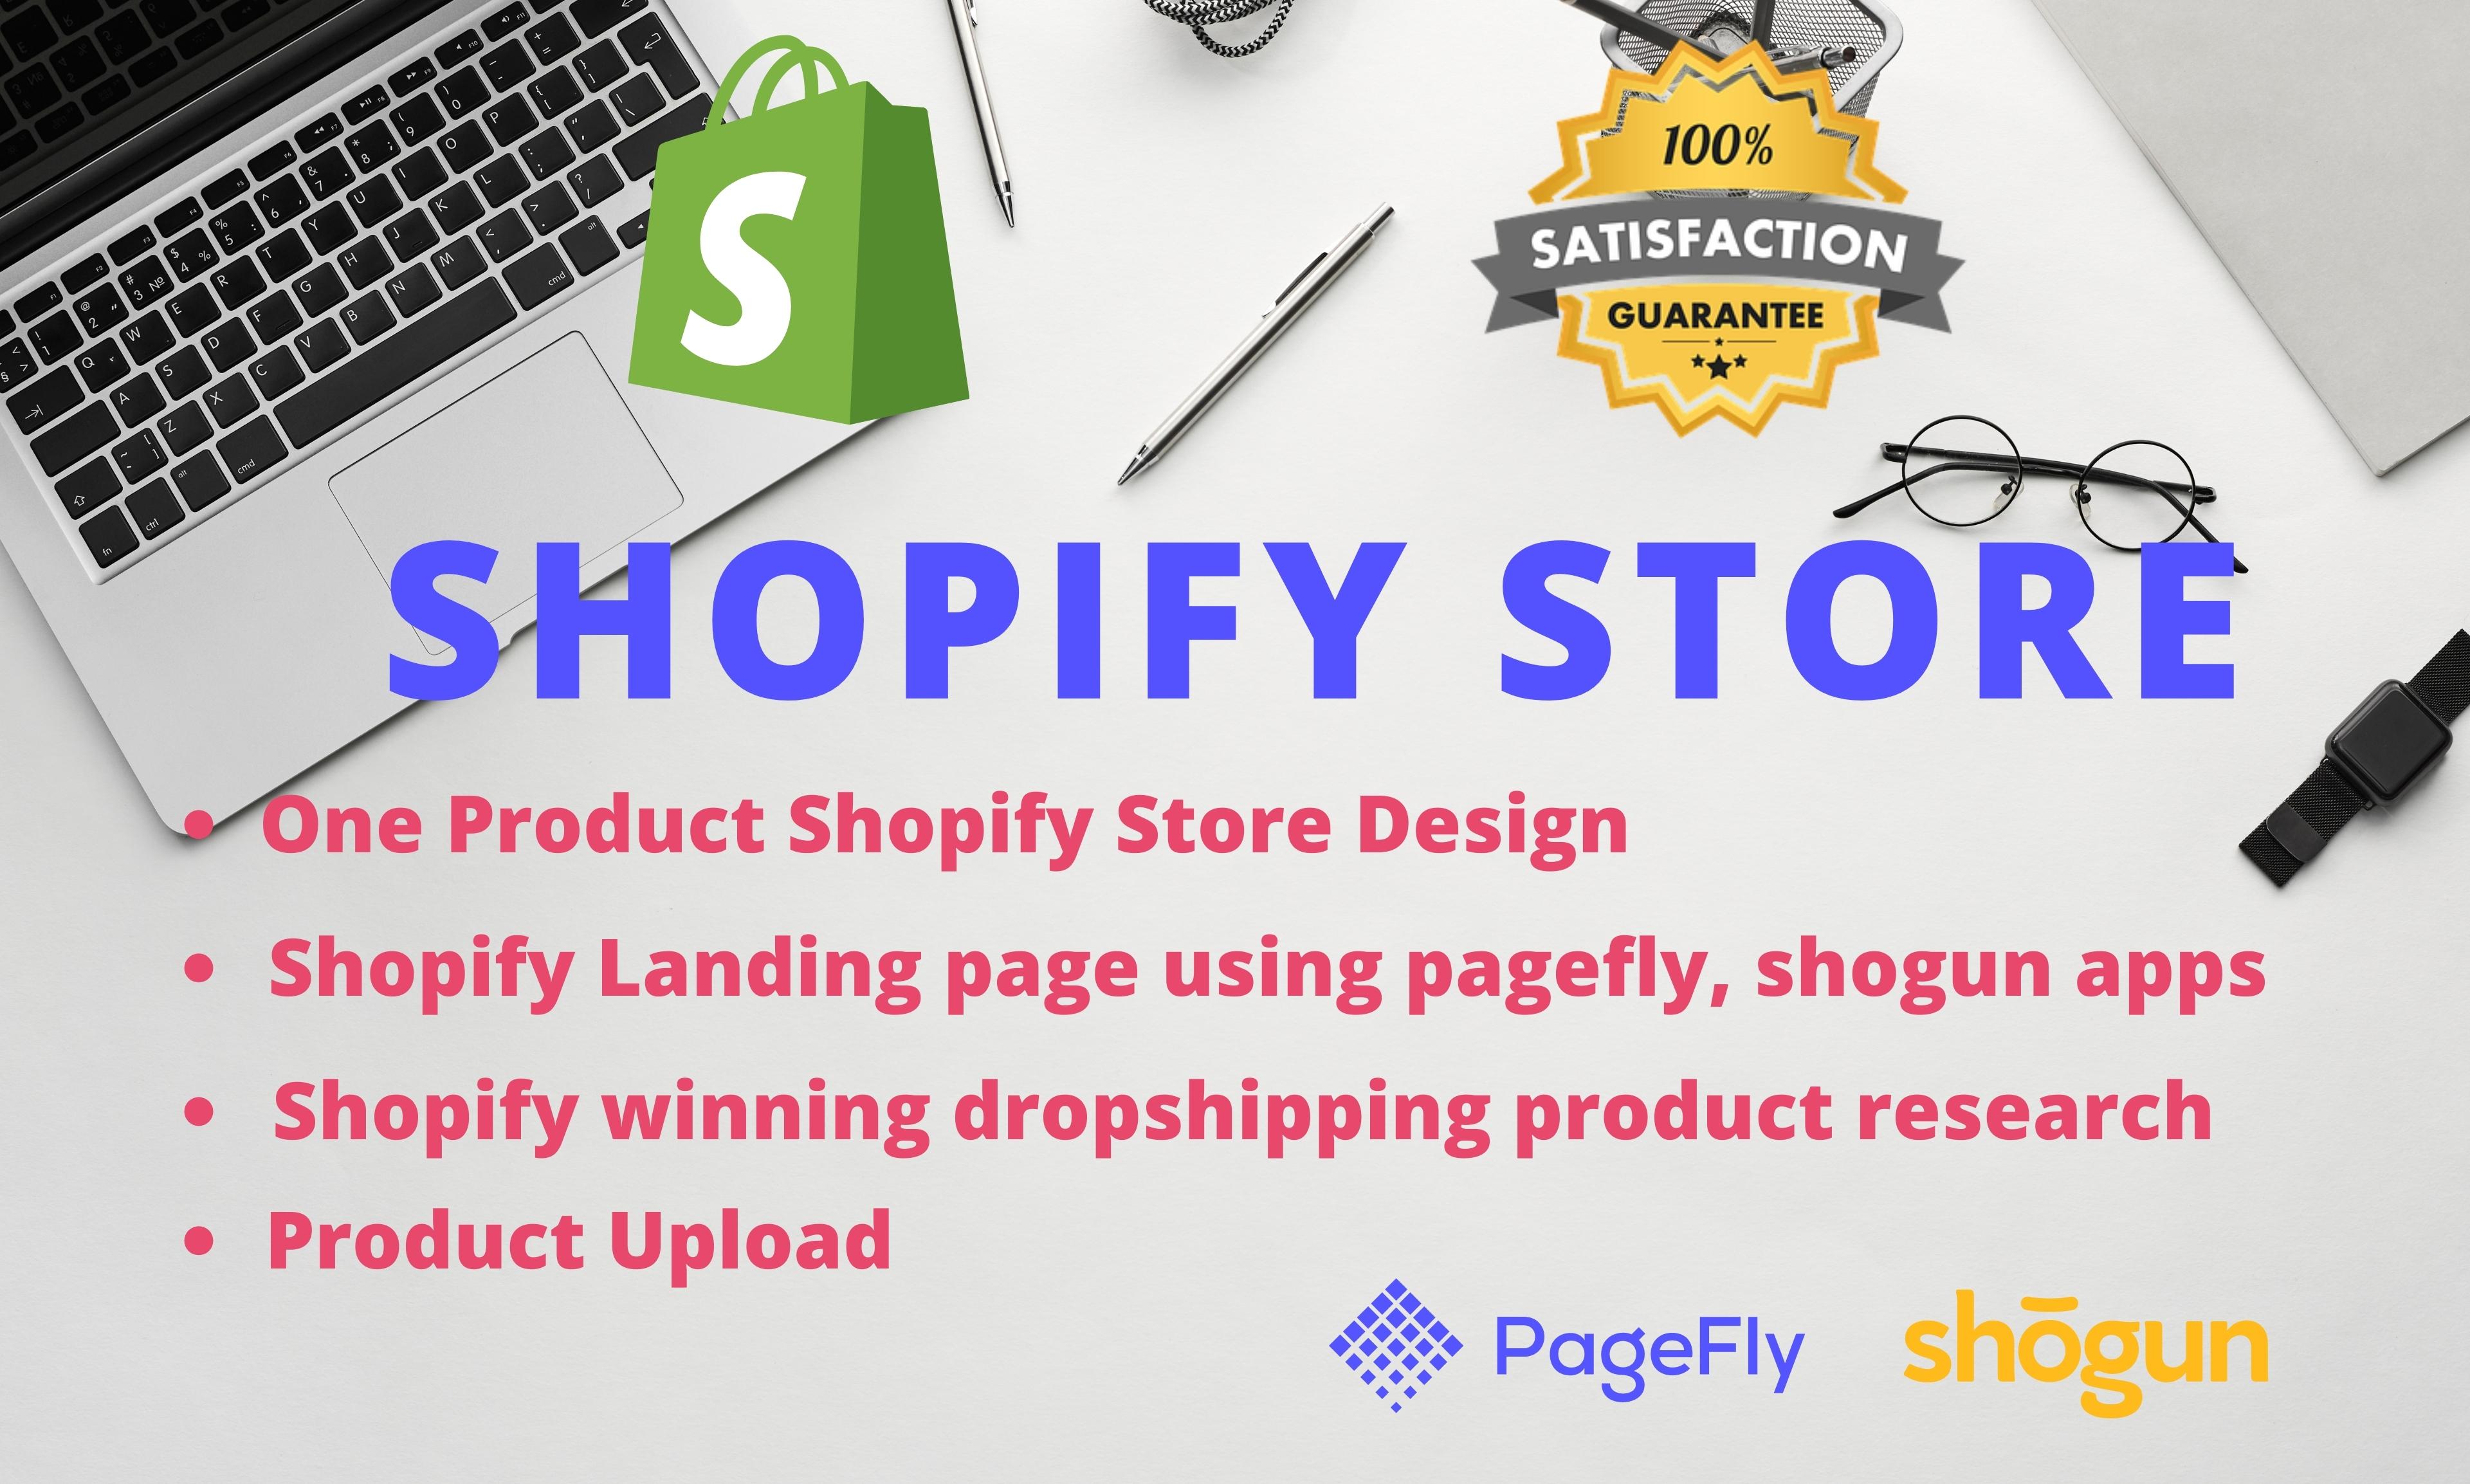 S
100%
SATISFACTION
GUARANTEE
SHOPIFY STORE
• One Product Shopify Store Design
• Shopify Landing page using pagefly, shogun apps
• Shopify winning dropshipping product research
• Product Upload
PageFly
shōgun